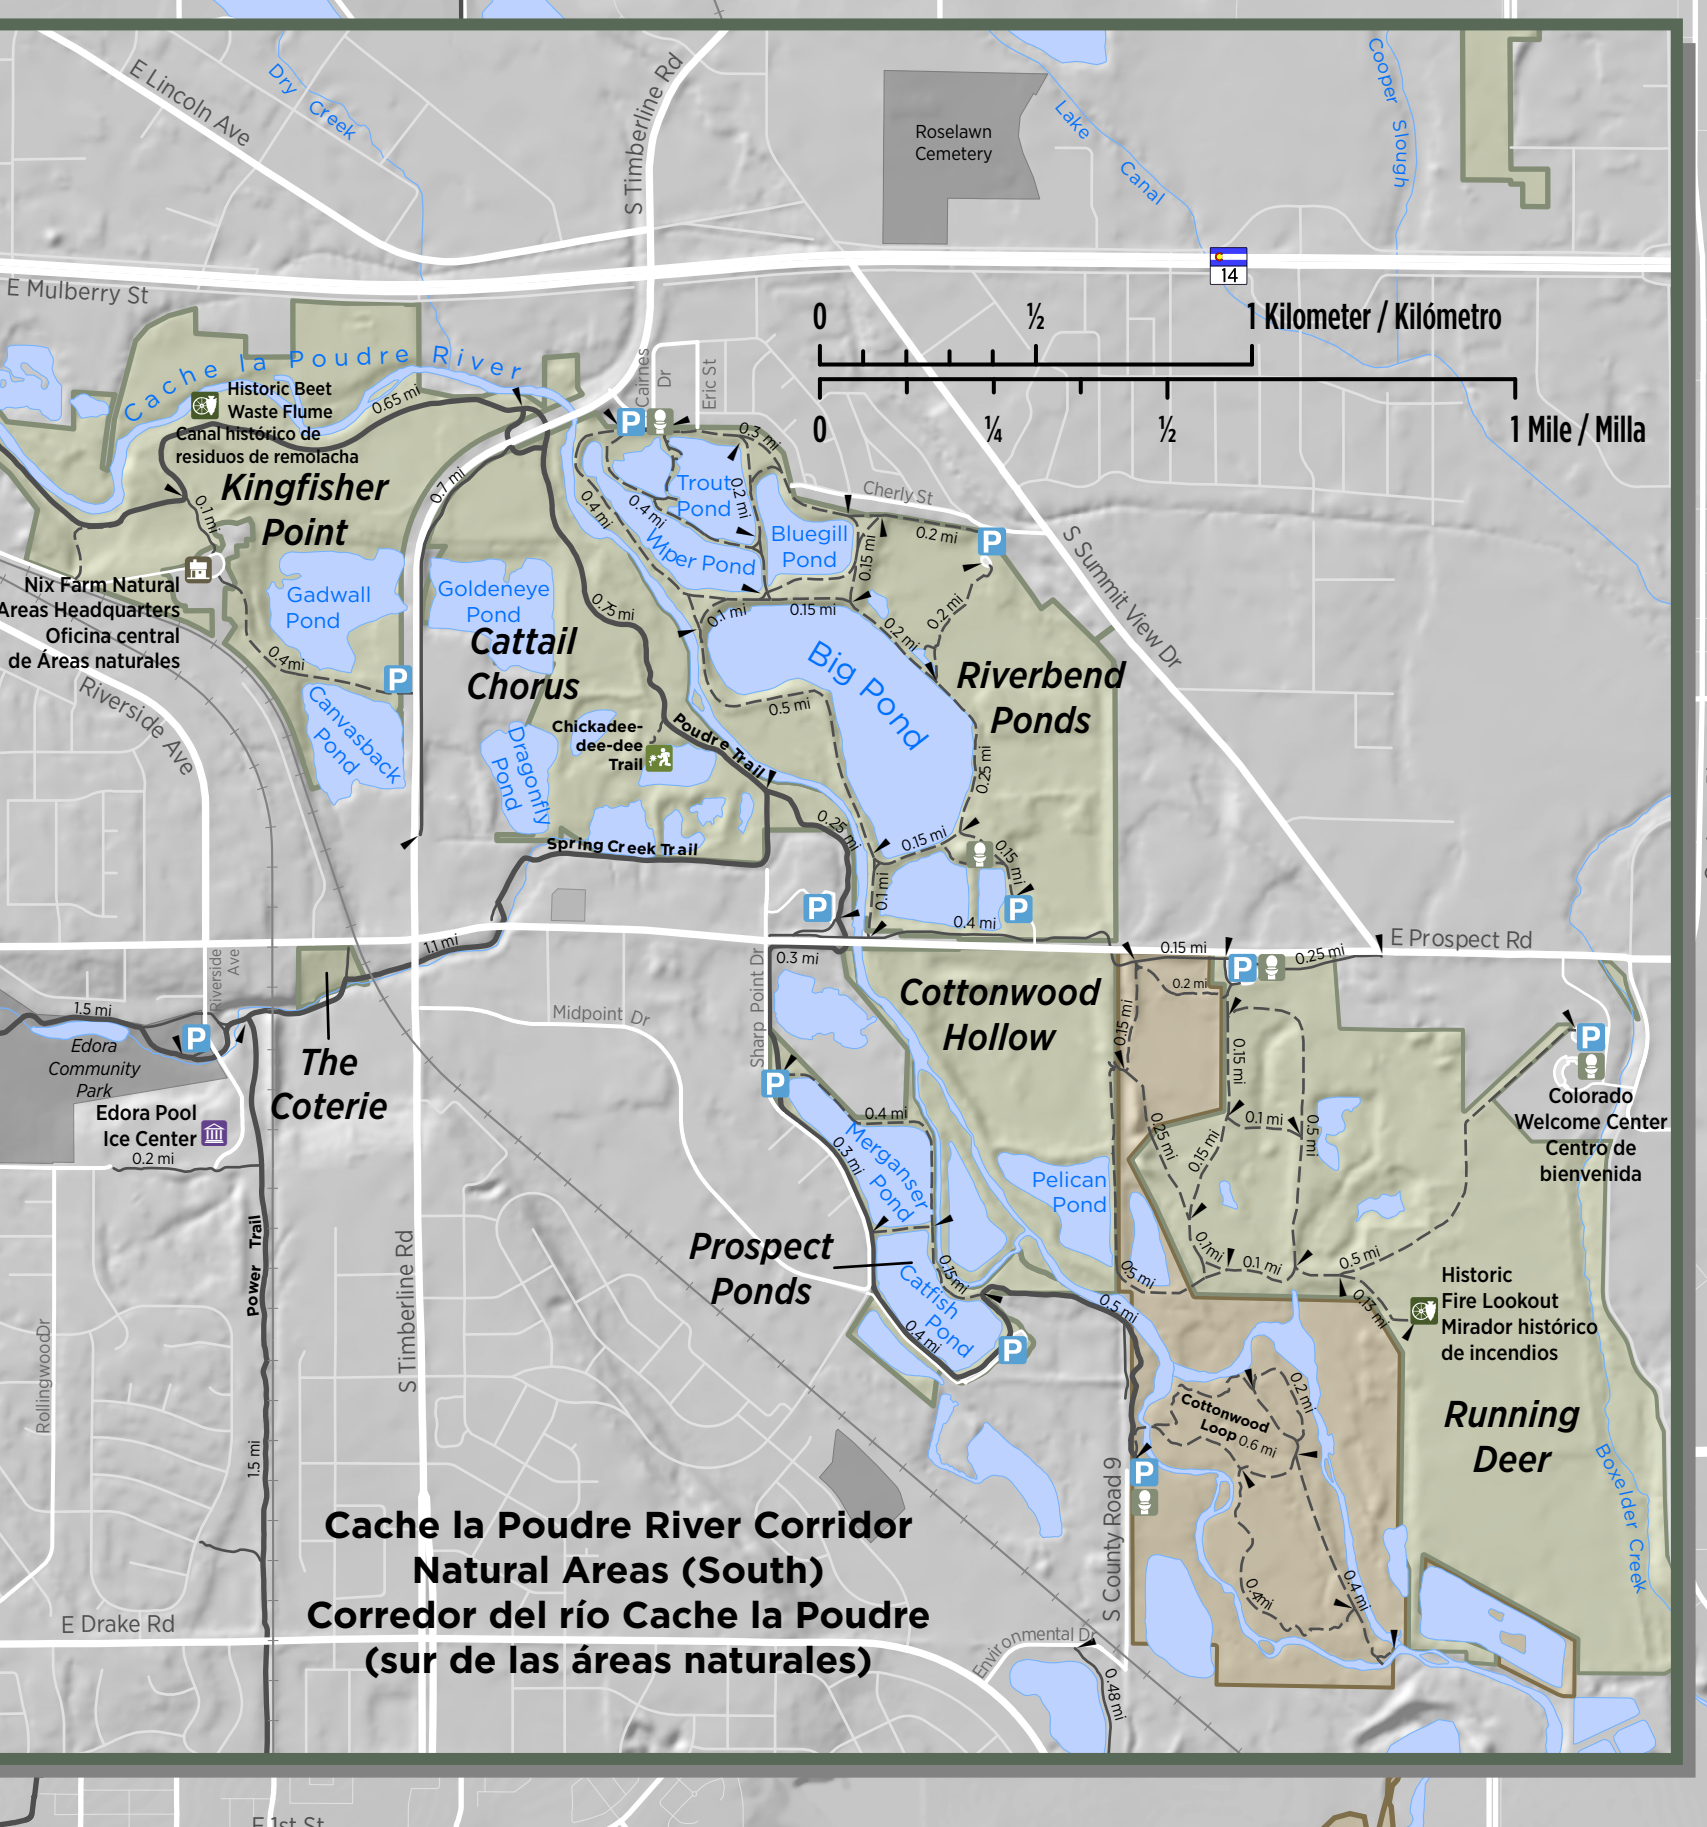 E Lincoln Ave
Dry Creek
S Timberline Rd
Roselawn
Cemetery
Lake Canal
Cooper Slough
14
E Mulberry St
0
½
1 Kilometer / Kilómetro
0
¼
½
1 Mile / Milla
Cache la Poudre River
Historic Beet
Waste Flume
Canal histórico de
residuos de remolacha
0.65 mi
Cairnes
Dr
Eric St
P
0.3 mi
Kingfisher
Point
0.1 mi
0.7 mi
0.4 mi
0.4 mi
Trout
Pond
0.2 mi
Wiper Pond
Bluegill
Pond
0.15 mi
Cherly St
0.2 mi
P
S Summit View Dr
Nix Farm Natural
Areas Headquarters
Oficina central
de Áreas naturales
Gadwall
Pond
Goldeneye
Pond
0.4mi
P
Canvasback
Pond
Cattail
Chorus
0.75 mi
0.1 mi
0.15 mi
0.2 mi
0.2 mi
Big Pond
Riverbend
Ponds
0.5 mi
0.25 mi
Riverside Ave
Chickadee-
dee-dee
Trail
Poudre Trail
Dragonfly
Pond
Spring Creek Trail
0.25 mi
0.15 mi
0.15 mi
0.1 mi
P
P
0.4 mi
1.1 mi
E Prospect Rd
0.15 mi
0.25 mi
P
0.2 mi
0.3 mi
Riverside
Ave
1.5 mi
P
Edora
Community
Park
The
Coterie
Midpoint Dr
Sharp Point Dr
Cottonwood
Hollow
0.15 mi
0.15 mi
P
P
Colorado
Welcome Center
Centro de
bienvenida
Edora Pool
Ice Center
0.2 mi
0.4 mi
Merganser
Pond
0.3 mi
0.25 mi
0.15 mi
0.1 mi
0.5 mi
Pelican
Pond
Power Trail
Prospect
Ponds
0.15 mi
Catfish
Pond
0.4 mi
P
0.5 mi
05 mi
0.1mi
0.1 mi
0.5 mi
0.13 mi
Historic
Fire Lookout
Mirador histórico
de incendios
Running
Deer
RollingwoodDr
S Timberline Rd
1.5 mi
Cottonwood
Loop 0.6 mi
0.2 mi
P
S County Road 9
Boxelder Creek
0.4mi
0.4 mi
Cache la Poudre River Corridor
Natural Areas (South)
Corredor del río Cache la Poudre
(sur de las áreas naturales)
E Drake Rd
Environmental Dr
0.48 mi
E 1st St